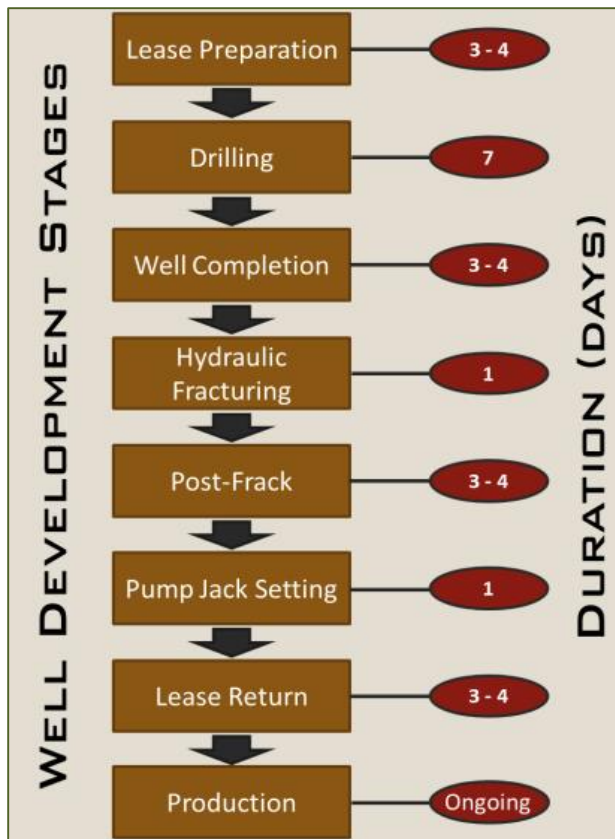 WELL DEVELOPMENT STAGES
Lease Preparation
3 - 4
Drilling
7
Well Completion
3 - 4
Hydraulic
Fracturing
1
Post-Frack
3 - 4
Pump Jack Setting
1
Lease Return
3 - 4
Production
Ongoing
DURATION (DAYS)